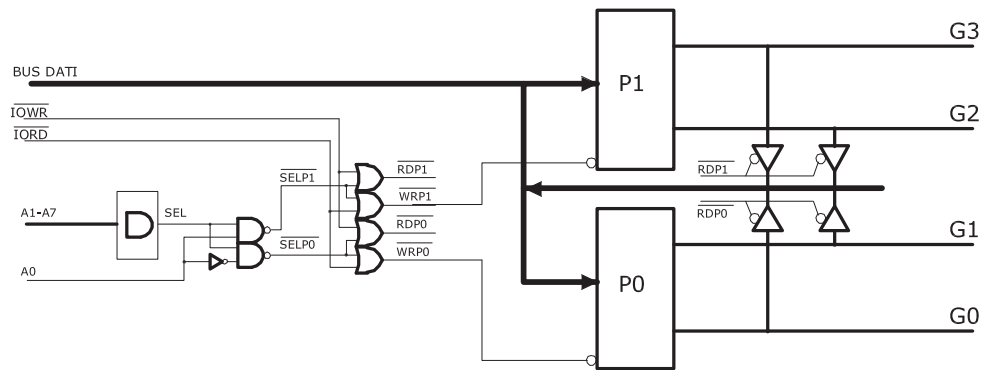 G3
BUS DATI
P1
IOWR
G2
IORD
RDP1
RDP1
SELP1
WRP1
A1-A7
SEL
RDP0
RDP0
G1
SELP0
WRP0
A0
P0
G0